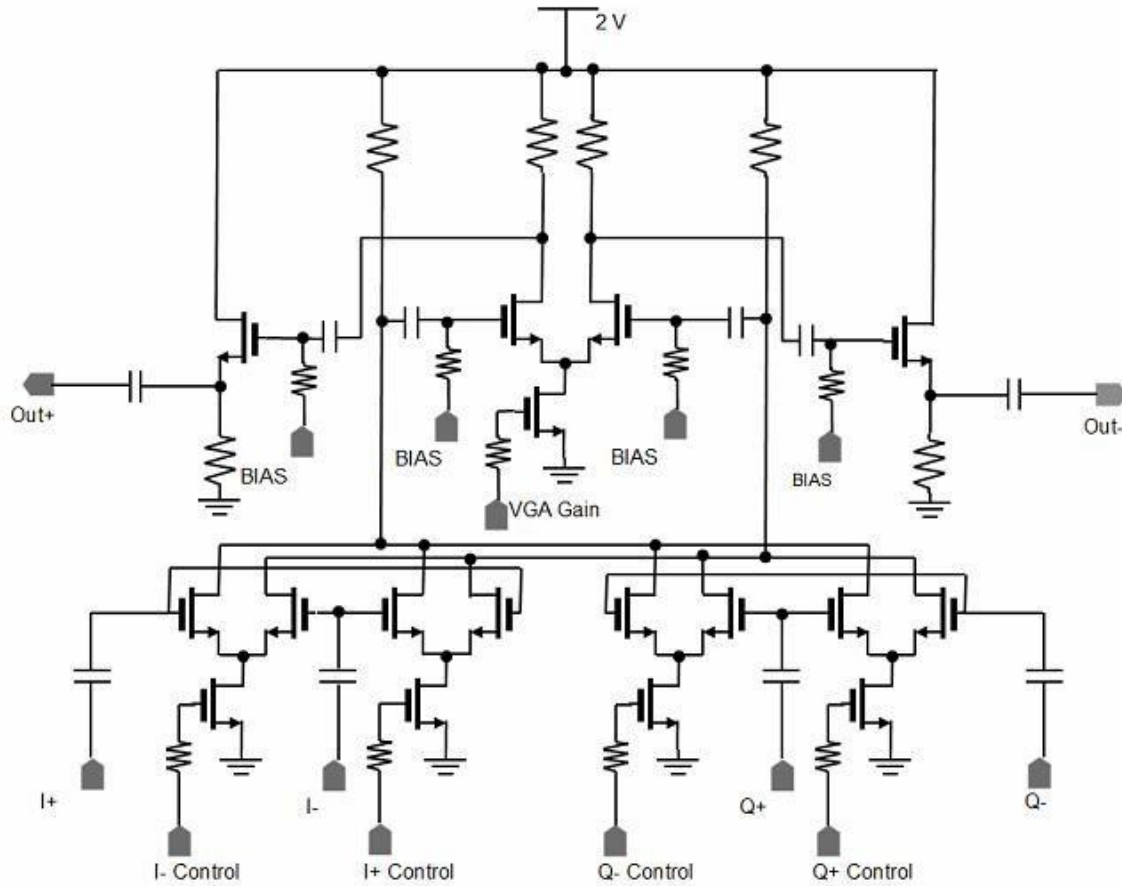 2 V
Out+
Out-
BIAS
BIAS
BIAS
BIAS
VGA Gain
I+
I-
Q+
Q-
I- Control
I+ Control
Q- Control
Q+ Control